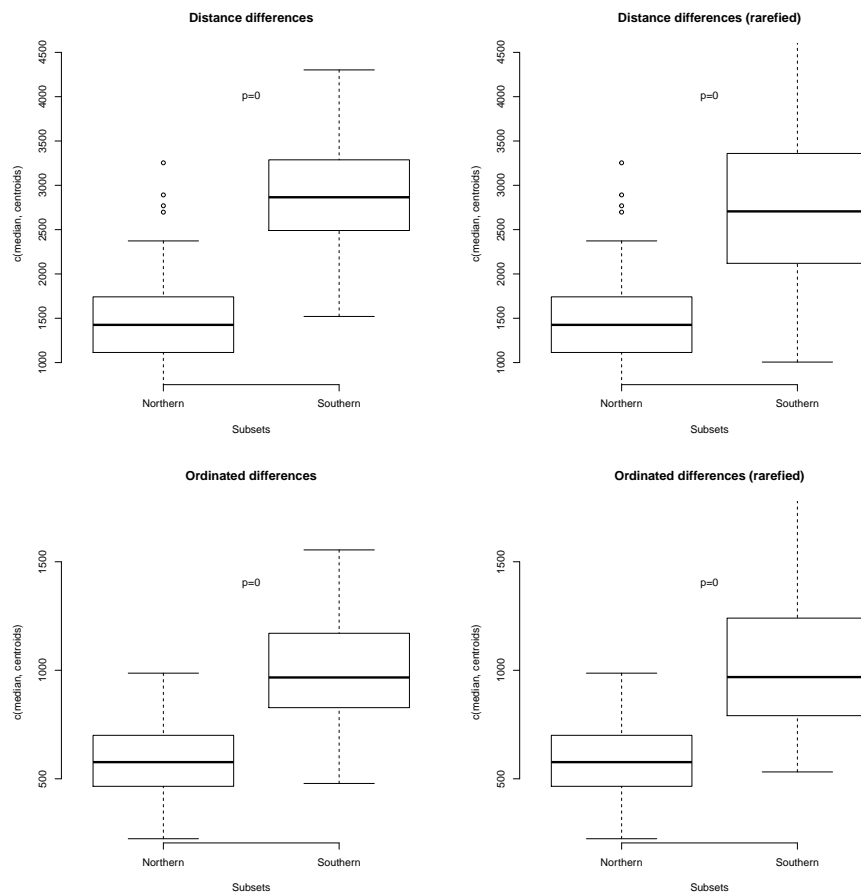 Distance differences
c(median, centroids)
4500
4000
3500
3000
2500
2000
1500
1000
p=0
Northern
Southern
Subsets
Distance differences (rarefied)
c(median, centroids)
4500
4000
3500
3000
2500
2000
1500
1000
p=0
Northern
Southern
Subsets
Ordinated differences
c(median, centroids)
1500
1000
500
p=0
Northern
Southern
Subsets
Ordinated differences (rarefied)
c(median, centroids)
1500
1000
500
p=0
Northern
Southern
Subsets